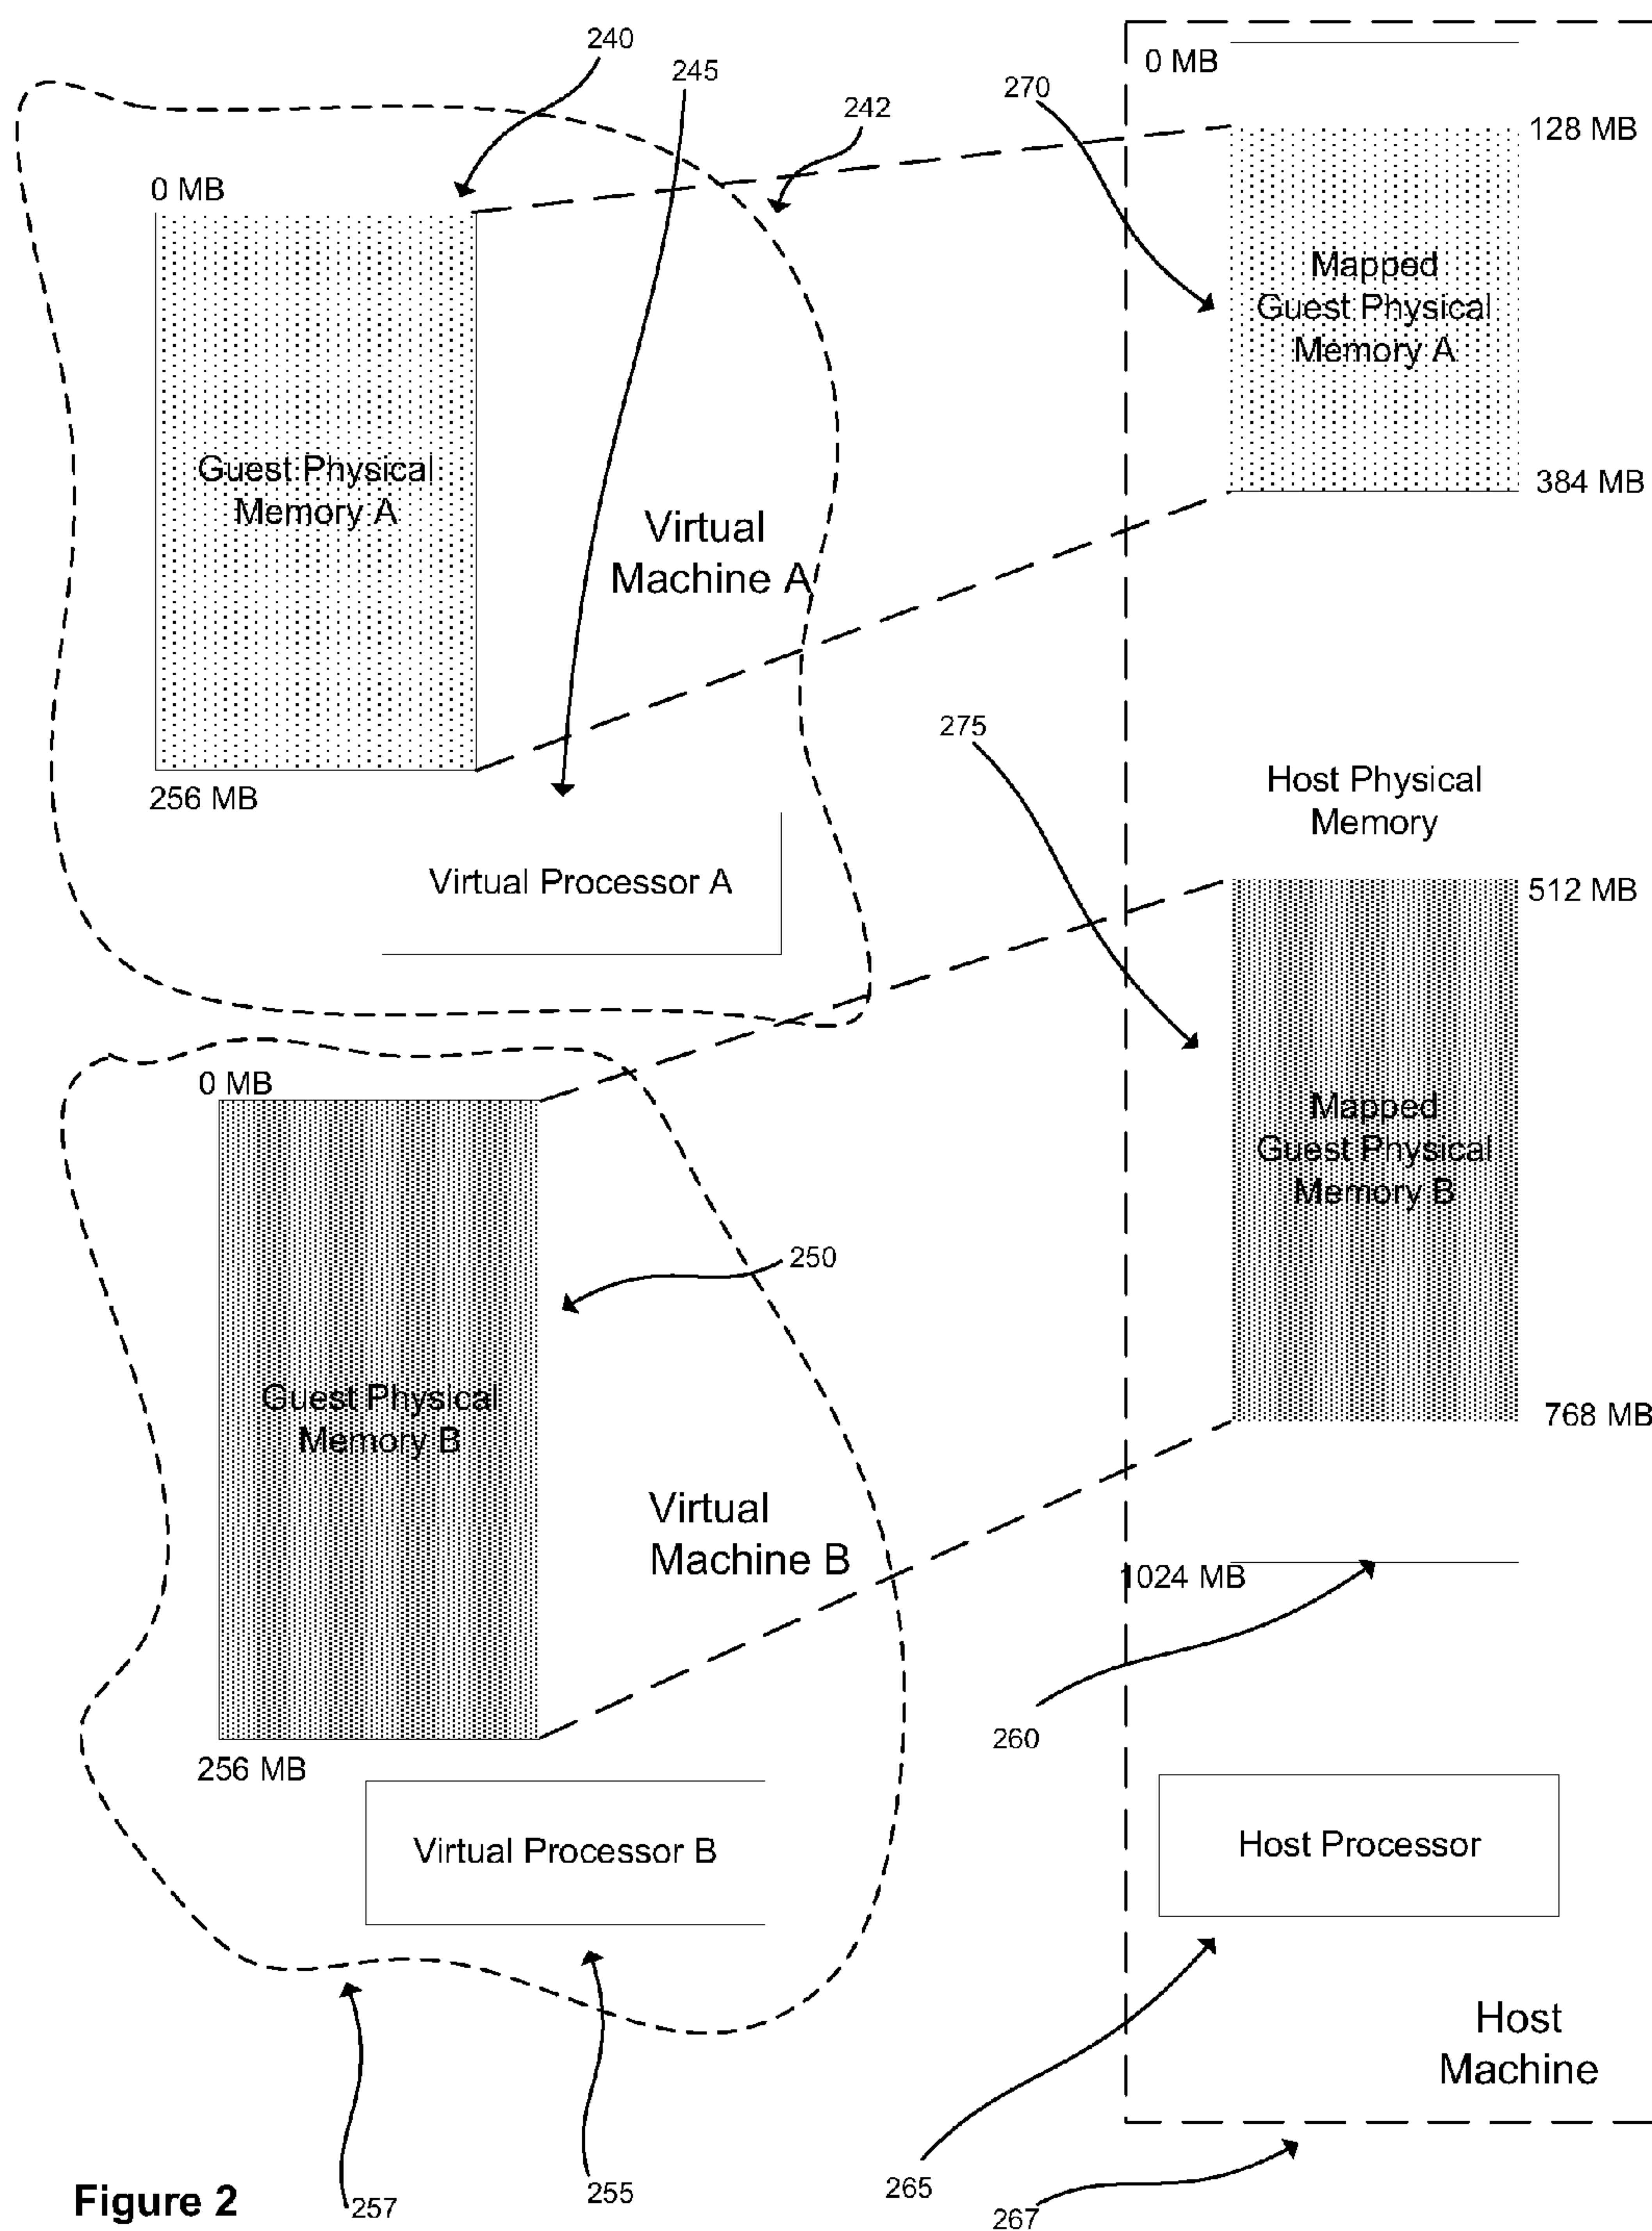 240
245
242
270
0 MB
128 MB
0 MB
Mapped
Guest Physical
Memory A
Guest Physical
Memory A
384 MB
Virtual
Machine A
275
256 MB
Host Physical
Memory
Virtual Processor A
512 MB
0 MB
Mapped
Guest Physical
Memory B
250
Guest Physical
Memory B
768 MB
Virtual
Machine B
1024 MB
260
256 MB
Virtual Processor B
Host Processor
Host
Machine
Figure 2
257
255
265
267